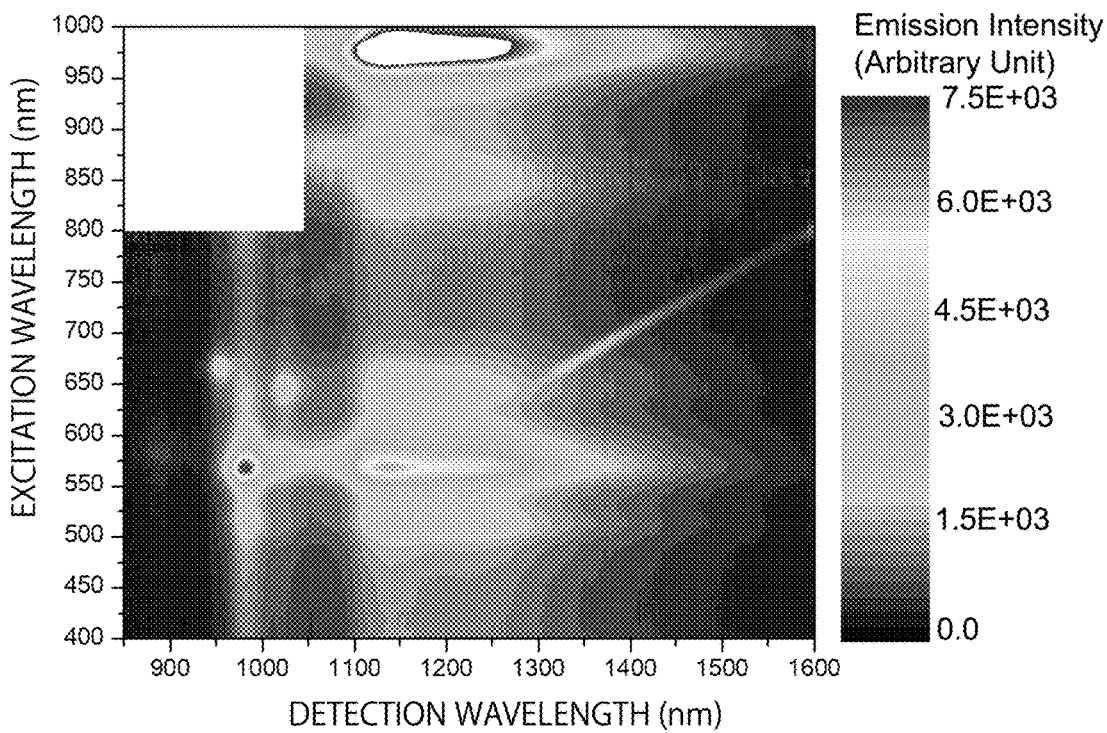 Emission Intensity
(Arbitrary Unit)
7.5E+03
6.0E+03
4.5E+03
3.0E+03
1.5E+03
0.0
EXCITATION WAVELENGTH (nm)
1000
950
900
850
800
750
700
650
600
550
500
450
400
900 1000 1100 1200 1300 1400 1500 1600
DETECTION WAVELENGTH (nm)